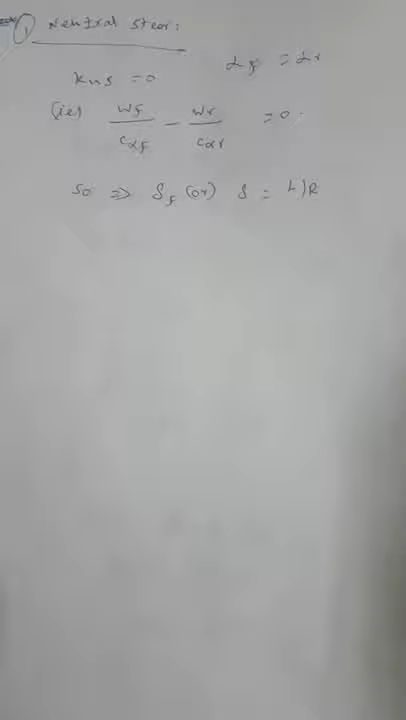 ① Neutral steer:
Kus = 0    αf = αr
(ie) Wf/Cαf - Wr/Cαr = 0.
so ⇒ δf (or) δ = L/R